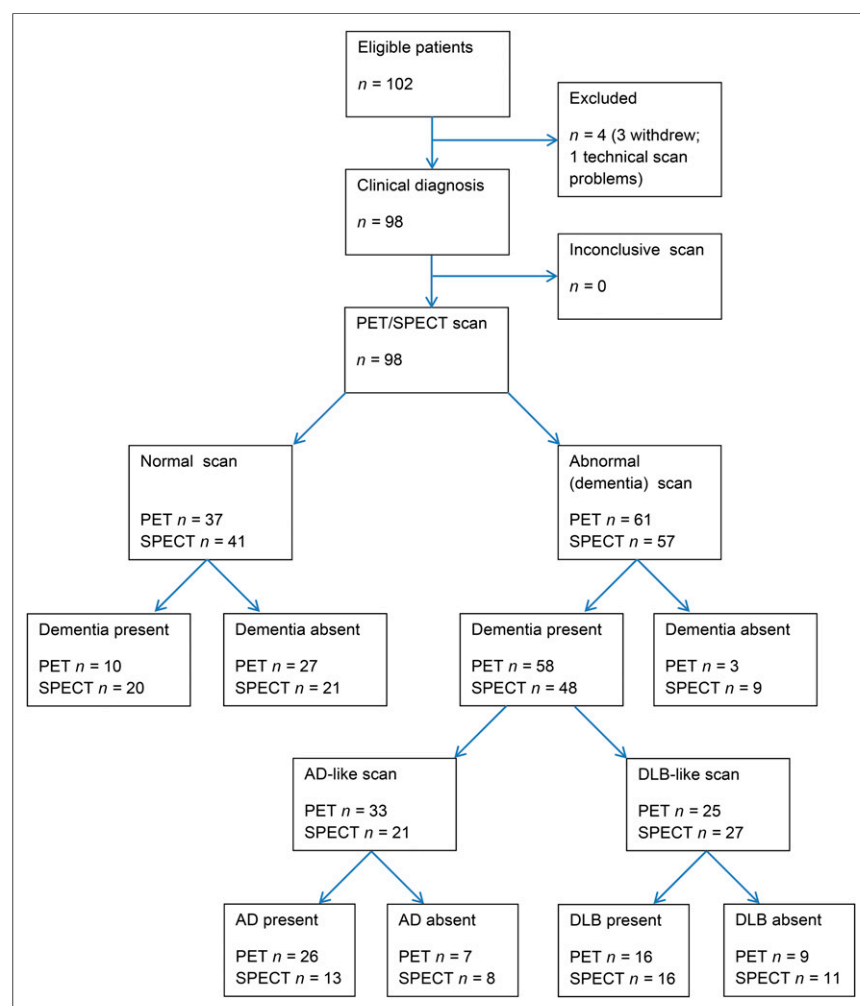 Eligible patients
n = 102
Excluded
n = 4 (3 withdrew;
1 technical scan
problems)
Clinical diagnosis
n = 98
Inconclusive scan
n = 0
PET/SPECT scan
n = 98
Normal scan
PET n = 37
SPECT n = 41
Abnormal
(dementia) scan
PET n = 61
SPECT n = 57
Dementia present
PET n = 10
SPECT n = 20
Dementia absent
PET n = 27
SPECT n = 21
Dementia present
PET n = 58
SPECT n = 48
Dementia absent
PET n = 3
SPECT n = 9
AD-like scan
PET n = 33
SPECT n = 21
DLB-like scan
PET n = 25
SPECT n = 27
AD present
PET n = 26
SPECT n = 13
AD absent
PET n = 7
SPECT n = 8
DLB present
PET n = 16
SPECT n = 16
DLB absent
PET n = 9
SPECT n = 11